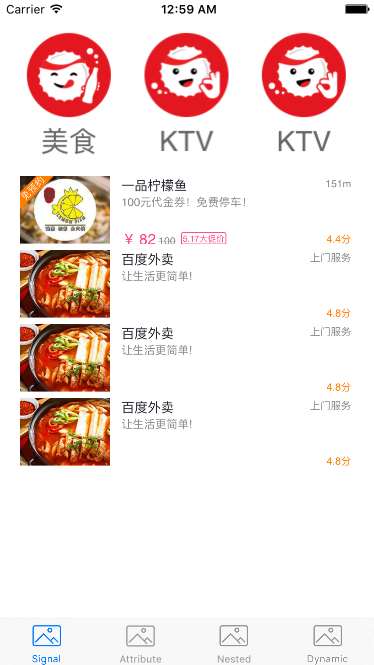 Carrier 12:59 AM
美食 KTV KTV
免预约
LEMON FISH
一品柠檬鱼 151m
100元代金券！免费停车！
￥ 82 100 5.17大促价 4.4分
百度外卖 上门服务
让生活更简单!
4.8分
百度外卖 上门服务
让生活更简单!
4.8分
百度外卖 上门服务
让生活更简单!
4.8分
Signal Attribute Nested Dynamic